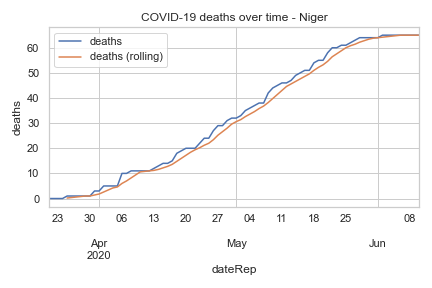 COVID-19 deaths over time - Niger
deaths
deaths (rolling)
deaths
60
50
40
30
20
10
0
23 30 06 13 20 27 04 11 18 25 08
Apr May Jun
2020
dateRep